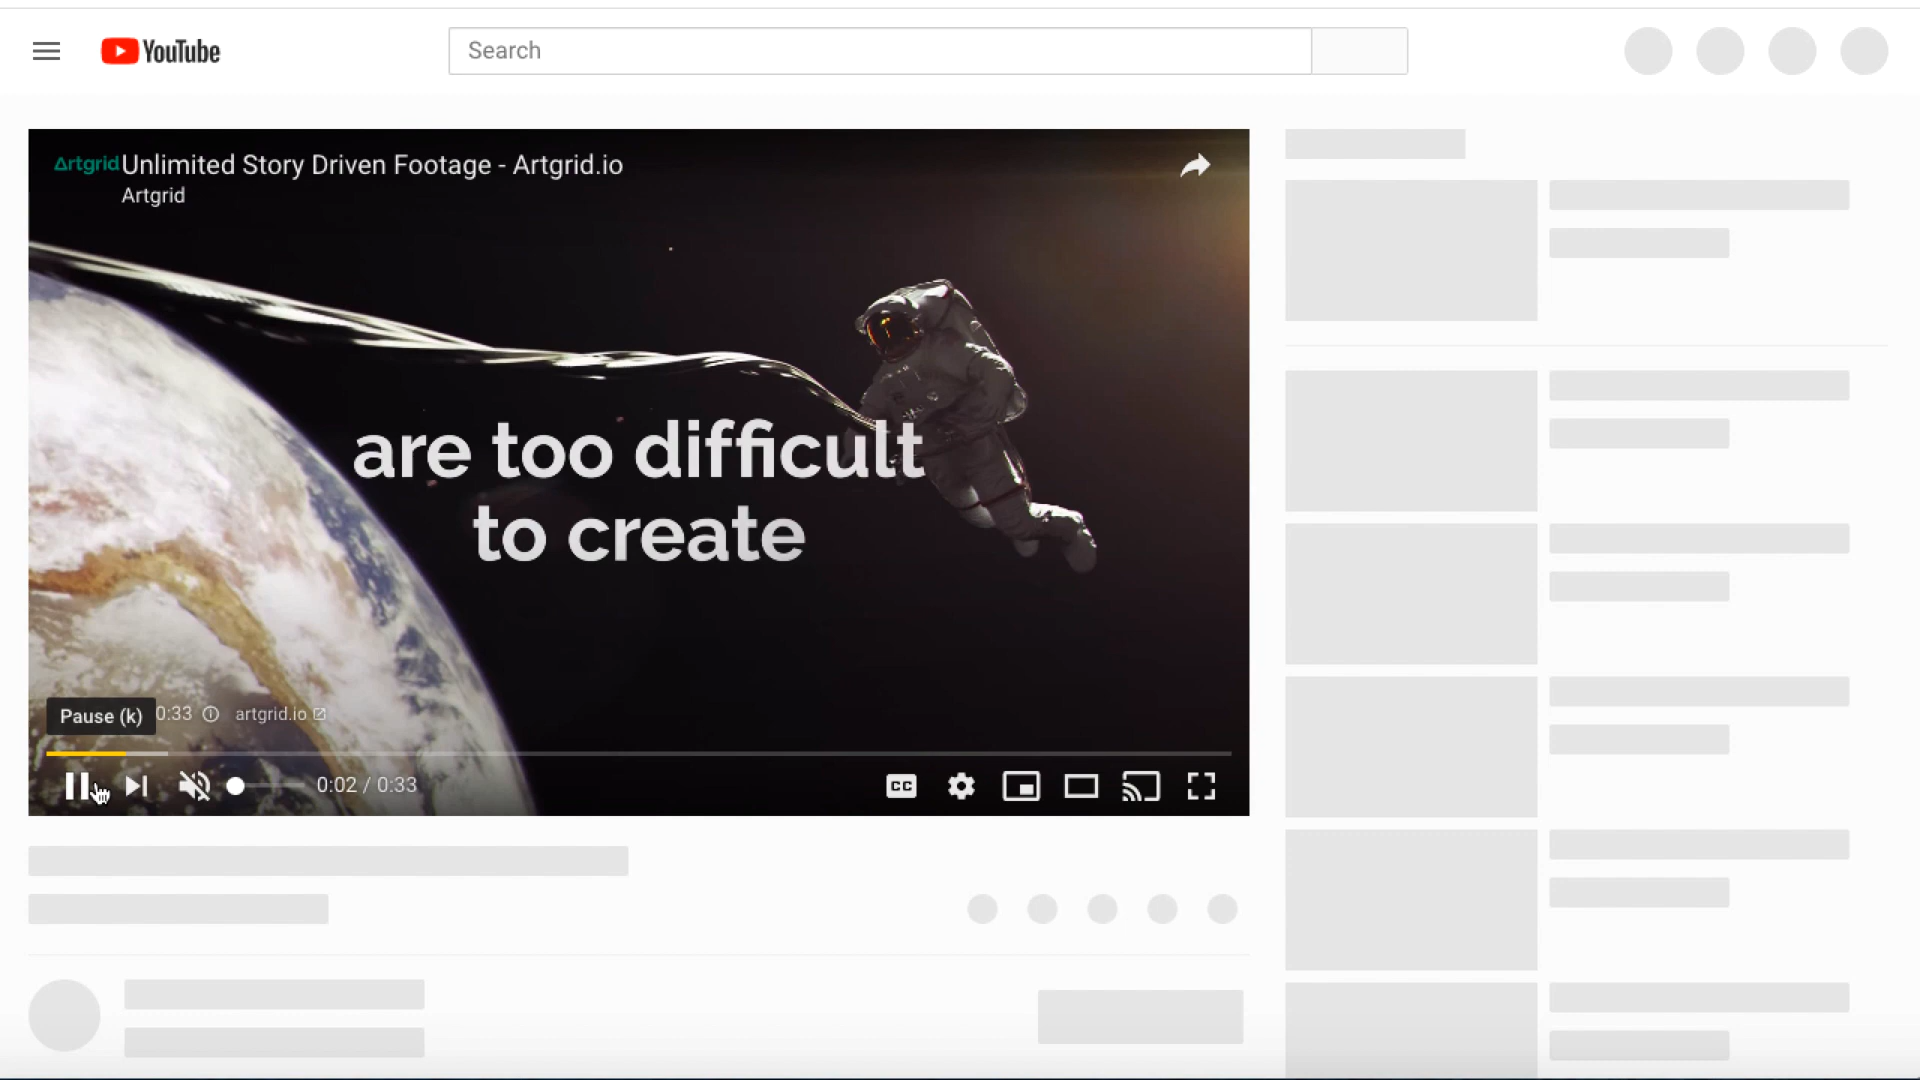 YouTube
Search
Artgrid
Unlimited Story Driven Footage - Artgrid.io
Artgrid
are too difficult
to create
Pause (k)
0:33
artgrid.io
0:02 / 0:33
CC